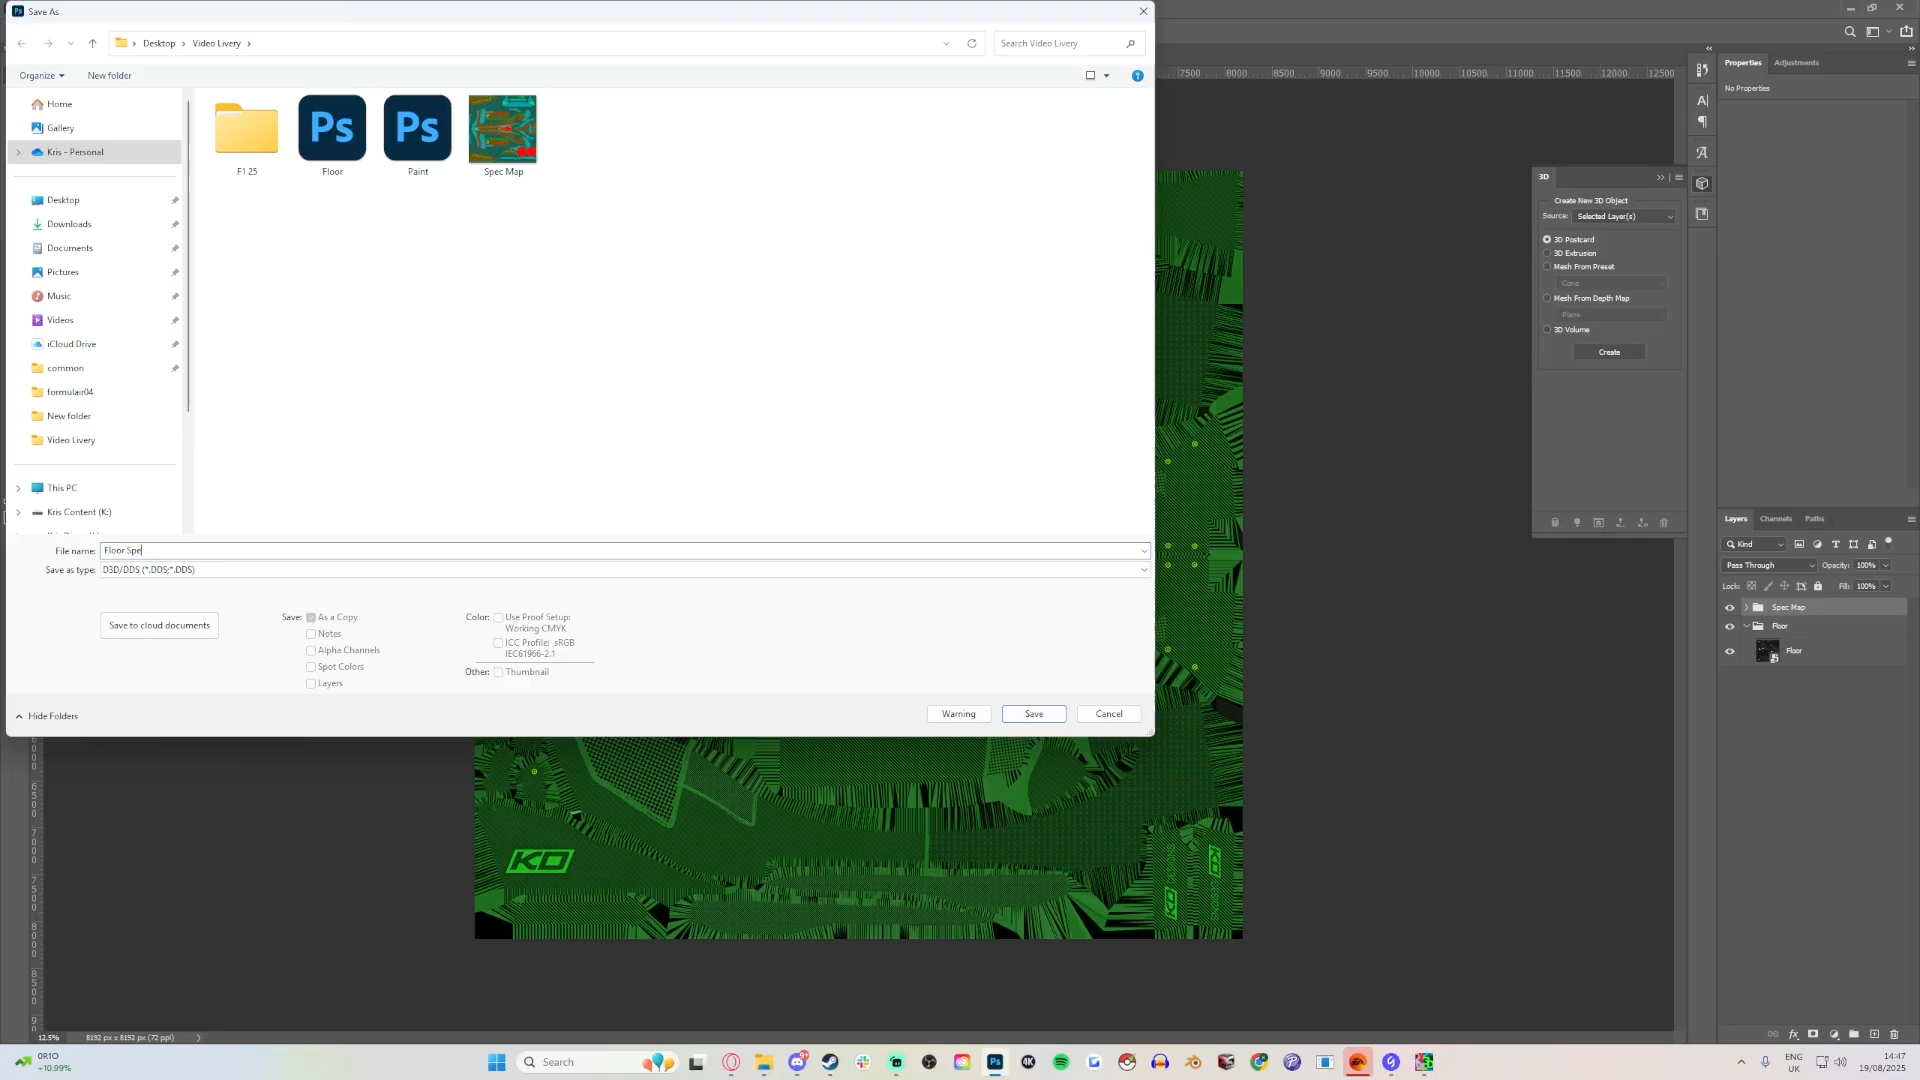 Save As
Desktop
Video Livery
Search Video Livery
Organize
New folder
Home
Gallery
Kris - Personal
Desktop
Downloads
Documents
Pictures
Music
Videos
iCloud Drive
common
formulair04
New folder
Video Livery
This PC
Kris Content (K:)
F1 25
Floor
Paint
Spec Map
File name:
Floor Spe
Save as type:
D3D/DDS (*.DDS;*.DDS)
Save to cloud documents
Save:
As a Copy
Notes
Alpha Channels
Spot Colors
Layers
Color:
Use Proof Setup:
Working CMYK
ICC Profile: sRGB
IEC61966-2.1
Other:
Thumbnail
Hide Folders
Warning
Save
Cancel
7500 8000 8500 9000 9500 10000 10500 11000 11500 12000 12500
Properties
Adjustments
No Properties
3D
Create New 3D Object
Source:
Selected Layer(s)
3D Postcard
3D Extrusion
Mesh From Preset
Cone
Mesh From Depth Map
Plane
3D Volume
Create
Layers
Channels
Paths
Kind
Pass Through
Opacity:
100%
Lock:
Fill:
100%
Spec Map
Floor
Floor
KD
KD DESIGNS
KD DESIGNS
12.5%
8192 px x 8192 px (72 ppi)
0R1O
+10.99%
Search
ENG
UK
14:47
19/08/2025